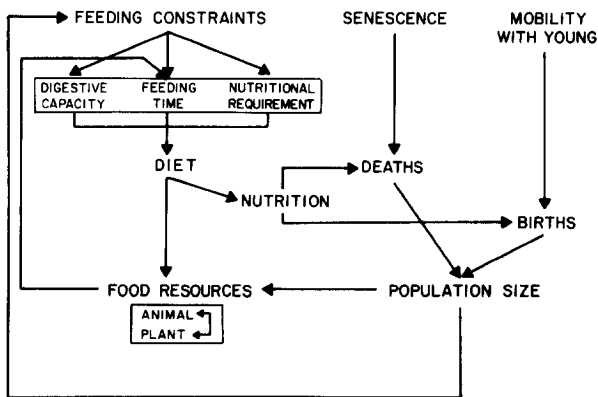 FEEDING CONSTRAINTS
SENESCENCE
MOBILITY
WITH YOUNG
DIGESTIVE
CAPACITY
FEEDING
TIME
NUTRITIONAL
REQUIREMENT
DIET
DEATHS
NUTRITION
BIRTHS
FOOD RESOURCES
POPULATION SIZE
ANIMAL
PLANT